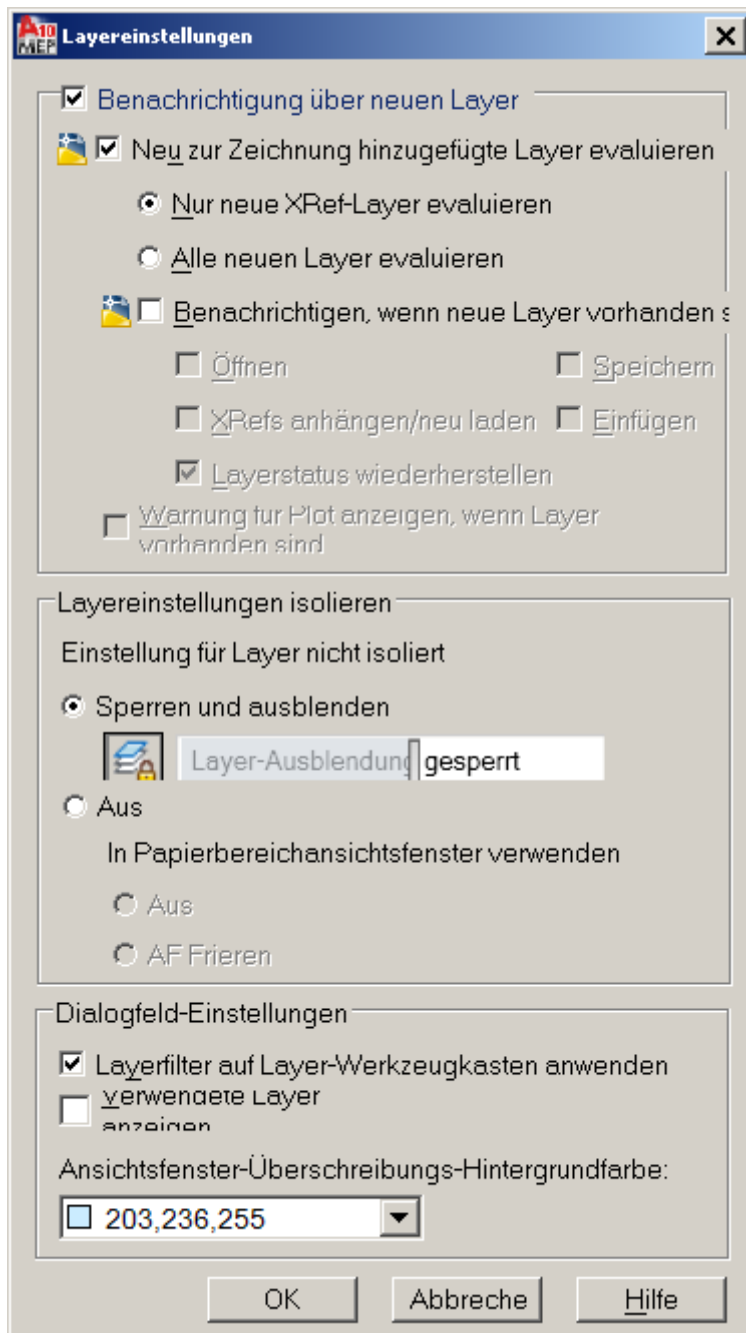 A10
MEP Layereinstellungen
Benachrichtigung über neuen Layer
Neu zur Zeichnung hinzugefügte Layer evaluieren
Nur neue XRef-Layer evaluieren
Alle neuen Layer evaluieren
Benachrichtigen, wenn neue Layer vorhanden s
Öffnen Speichern
XRefs anhängen/neu laden Einfügen
Layerstatus wiederherstellen
Warnung für Plot anzeigen, wenn Layer
vorhanden sind
Layereinstellungen isolieren
Einstellung für Layer nicht isoliert
Sperren und ausblenden
Layer-Ausblendung gesperrt
Aus
In Papierbereichansichtsfenster verwenden
Aus
AF Frieren
Dialogfeld-Einstellungen
Layerfilter auf Layer-Werkzeugkasten anwenden
Verwendete Layer
anzeigen
Ansichtsfenster-Überschreibungs-Hintergrundfarbe:
203,236,255
OK Abbreche Hilfe